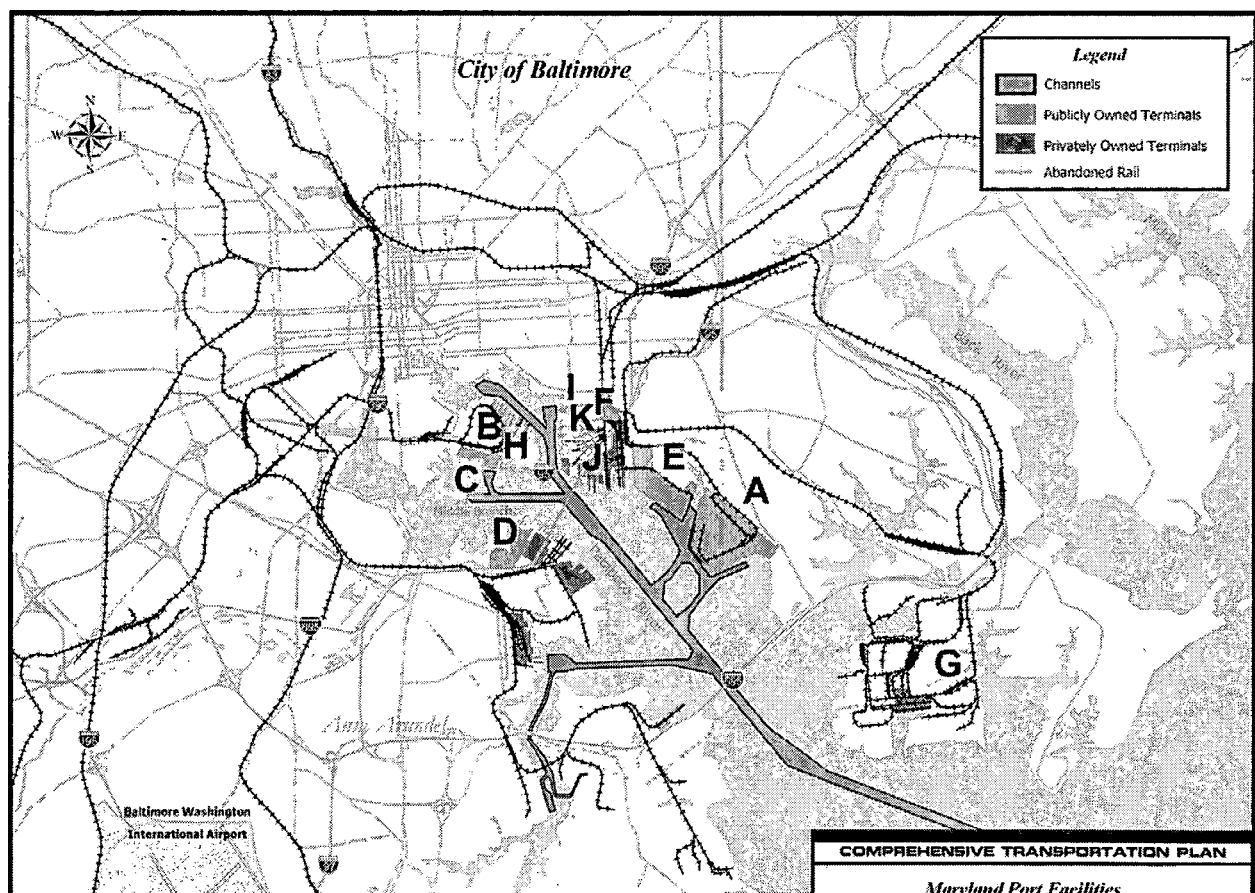 City of Baltimore
Legend
Channels
Publicly Owned Terminals
Privately Owned Terminals
Abandoned Rail
N
W
E
S
I
F
K
B
H
J
E
C
A
D
G
Ann Arundel
Baltimore Washington
International Airport
COMPREHENSIVE TRANSPORTATION PLAN
Maryland Port Facilities